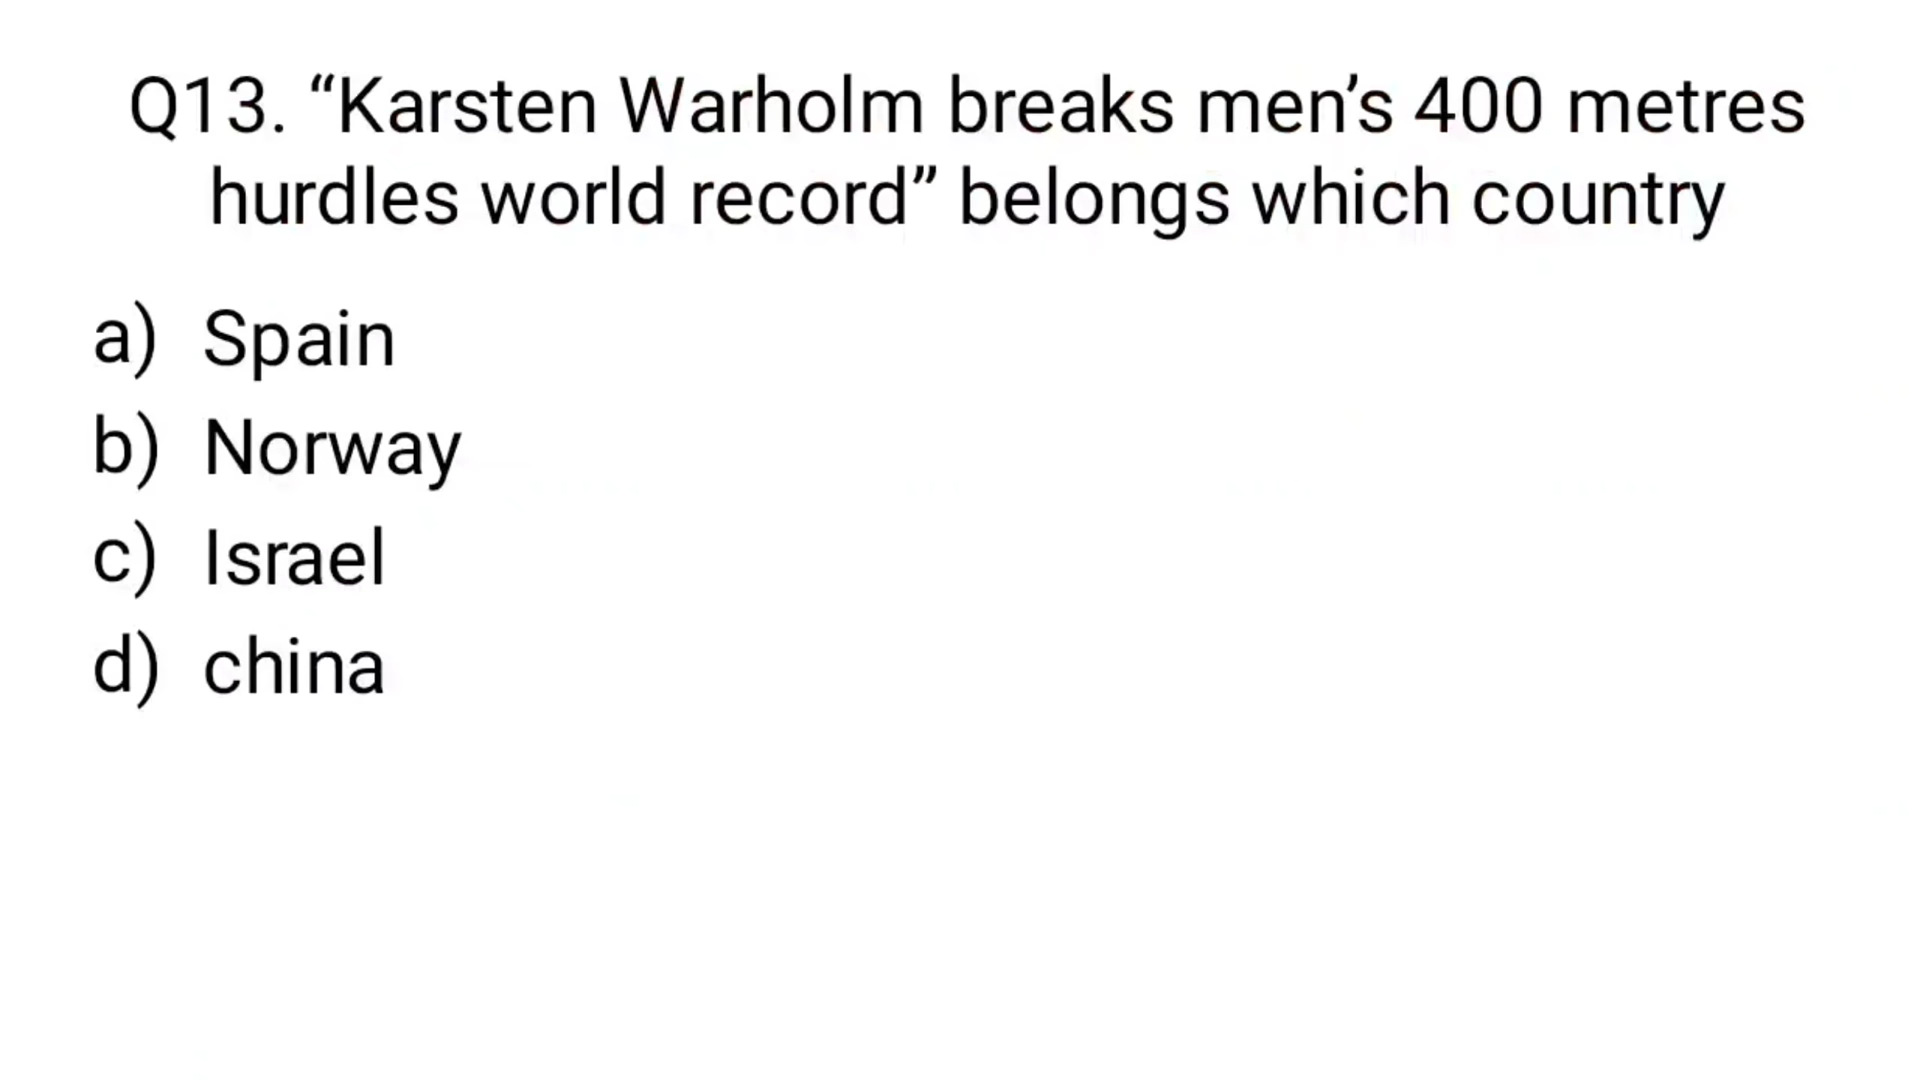 Q13. “Karsten Warholm breaks men’s 400 metres
hurdles world record” belongs which country
a) Spain
b) Norway
c) Israel
d) china